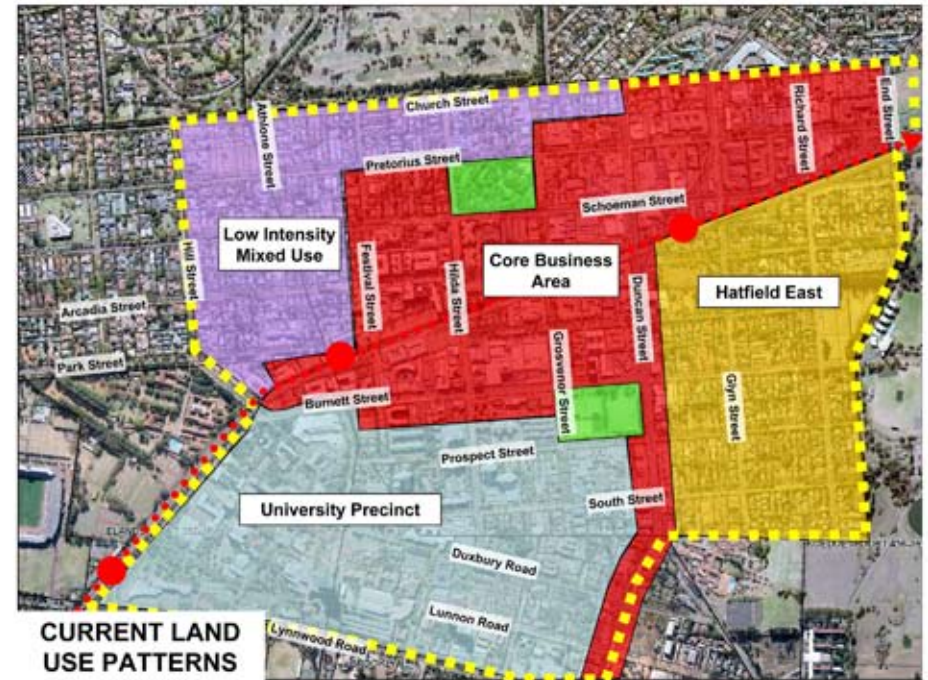 Church Street
Athlone Street
Richard Street
End Street
Pretorius Street
Schoeman Street
Low Intensity
Mixed Use
Hill Street
Festival Street
Hilda Street
Core Business
Area
Duncan Street
Hatfield East
Arcadia Street
Park Street
Burnett Street
Grosvenor Street
Glyn Street
Prospect Street
University Precinct
South Street
Duxbury Road
Lunnon Road
Lynnwood Road
CURRENT LAND
USE PATTERNS